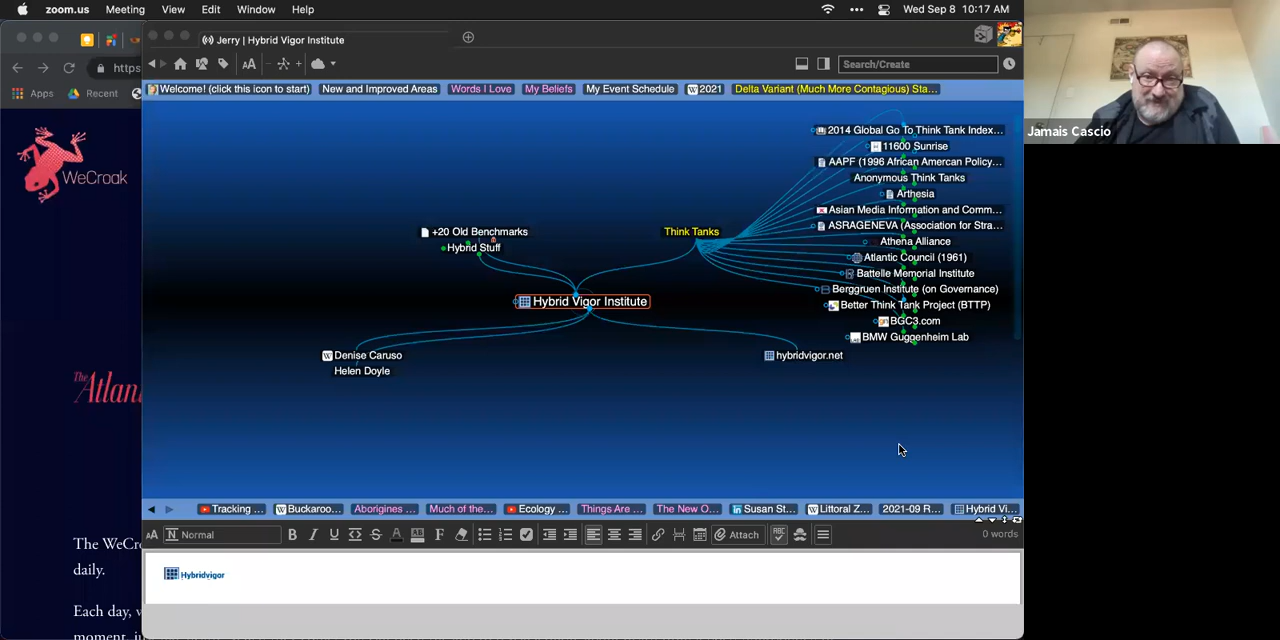 zoom.us Meeting View Edit Window Help Wed Sep 8 10:17 AM
Jerry | Hybrid Vigor Institute
https
AA
Search/Create
Apps Recent
Welcome! (click this icon to start) New and Improved Areas Words I Love My Beliefs My Event Schedule 2021 Delta Variant (Much More Contagious) Sta...
Jamais Cascio
2014 Global Go To Think Tank Index...
11600 Sunrise
AAPF (1996 African Amercan Policy...
WeCroak
Anonymous Think Tanks
Arthesia
Asian Media Information and Comm...
ASRAGENEVA (Association for Stra...
+20 Old Benchmarks
Think Tanks
Athena Alliance
Hybrid Stuff
Atlantic Council (1961)
Battelle Memorial Institute
Berggruen Institute (on Governance)
Hybrid Vigor Institute
Better Think Tank Project (BTTP)
BGC3.com
BMW Guggenheim Lab
Denise Caruso
hybridvigor.net
Helen Doyle
The
Atlan
Tracking ... Buckaroo... Aborigines ... Much of the... Ecology ... Things Are ... The New O... Susan St... Littoral Z... 2021-09 R... Hybrid Vi...
AA N Normal B I U S A F Attach ABC 0 words
The WeCro
daily.
Hybridvigor
Each day, w
moment, i